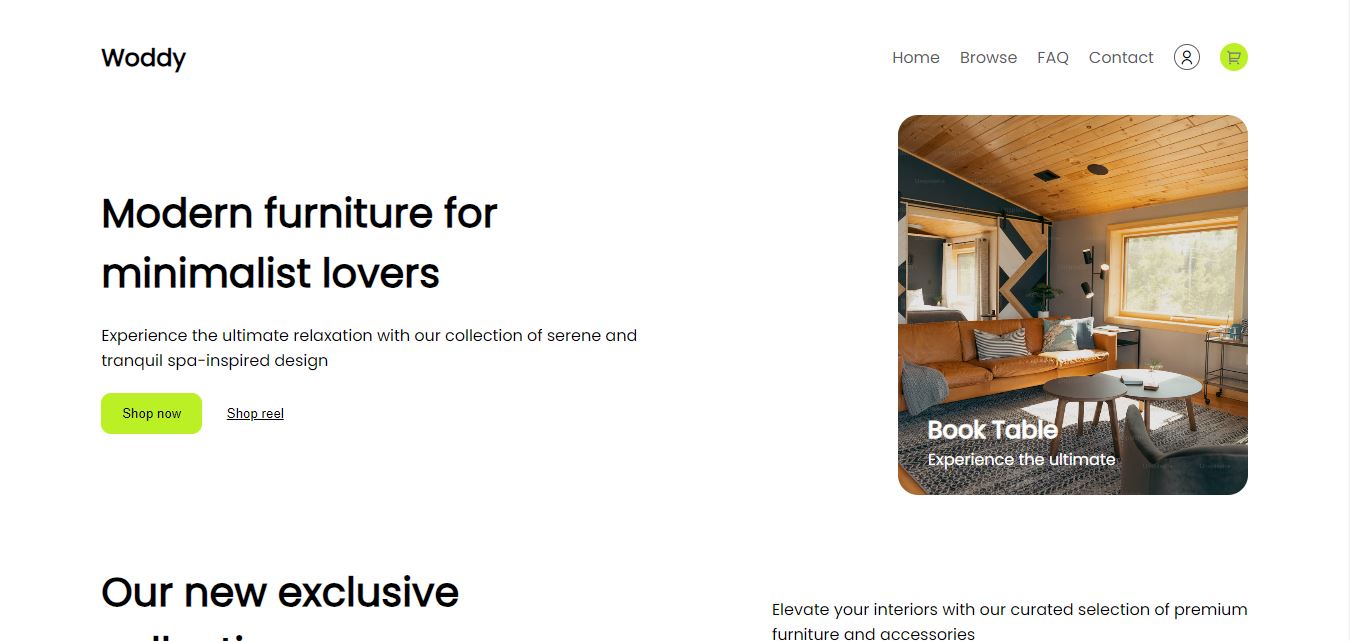 Woddy
Home Browse FAQ Contact
Modern furniture for
minimalist lovers
Experience the ultimate relaxation with our collection of serene and
tranquil spa-inspired design
Shop now Shop reel
Book Table
Experience the ultimate
Our new exclusive
Elevate your interiors with our curated selection of premium
furniture and accessories